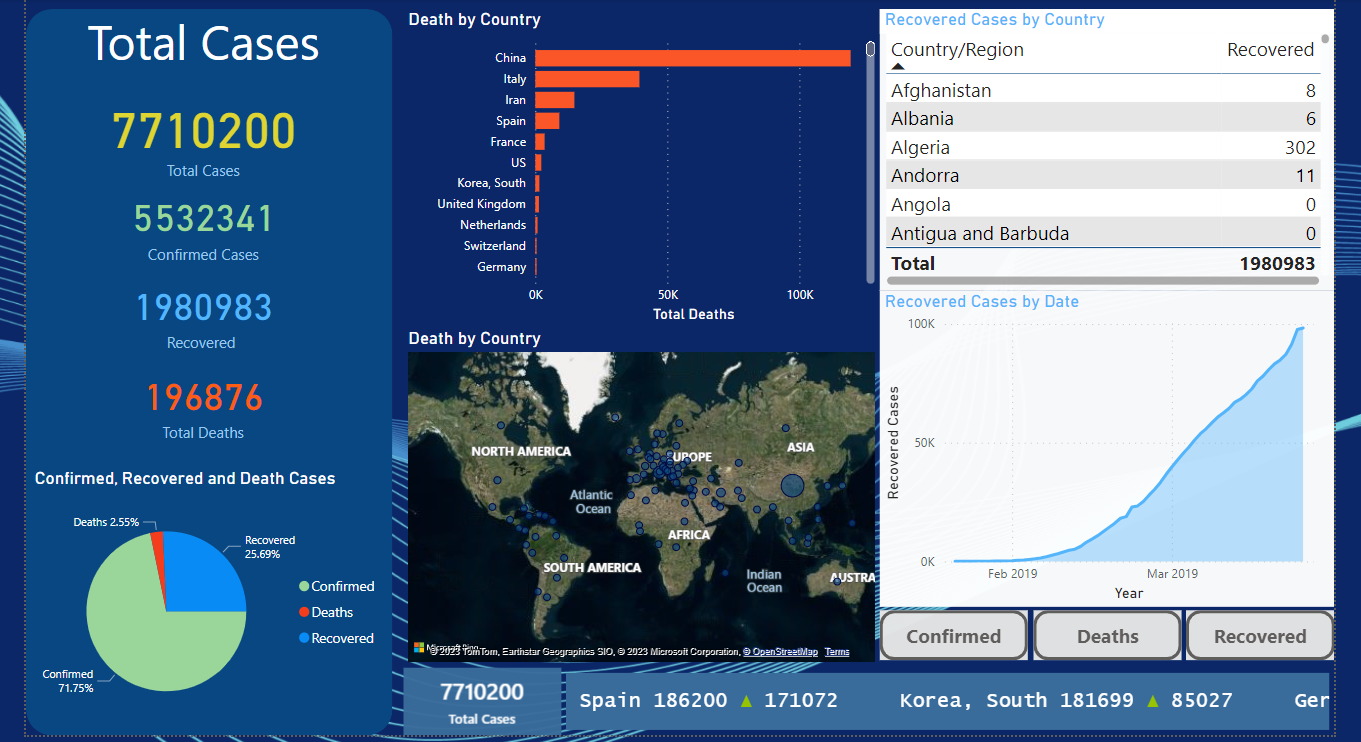 Total Cases
7710200
Total Cases
5532341
Confirmed Cases
1980983
Recovered
196876
Total Deaths
Confirmed, Recovered and Death Cases
Deaths 2.55%
Recovered
25.69%
Confirmed
71.75%
Confirmed
Deaths
Recovered
Death by Country
China
Italy
Iran
Spain
France
US
Korea, South
United Kingdom
Netherlands
Switzerland
Germany
0K 50K 100K
Total Deaths
Death by Country
NORTH AMERICA
UROPE
ASIA
Atlantic
Ocean
AFRICA
SOUTH AMERICA
Indian
Ocean
AUSTRA
© 2023 TomTom, Earthstar Geographics SIO, © 2023 Microsoft Corporation, © OpenStreetMap Terms
Recovered Cases by Country
Country/Region Recovered
Afghanistan 8
Albania 6
Algeria 302
Andorra 11
Angola 0
Antigua and Barbuda 0
Total 1980983
Recovered Cases by Date
100K
50K
0K
Recovered Cases
Feb 2019 Mar 2019
Year
Confirmed Deaths Recovered
7710200
Total Cases
Spain 186200 ▲ 171072 Korea, South 181699 ▲ 85027 Ger